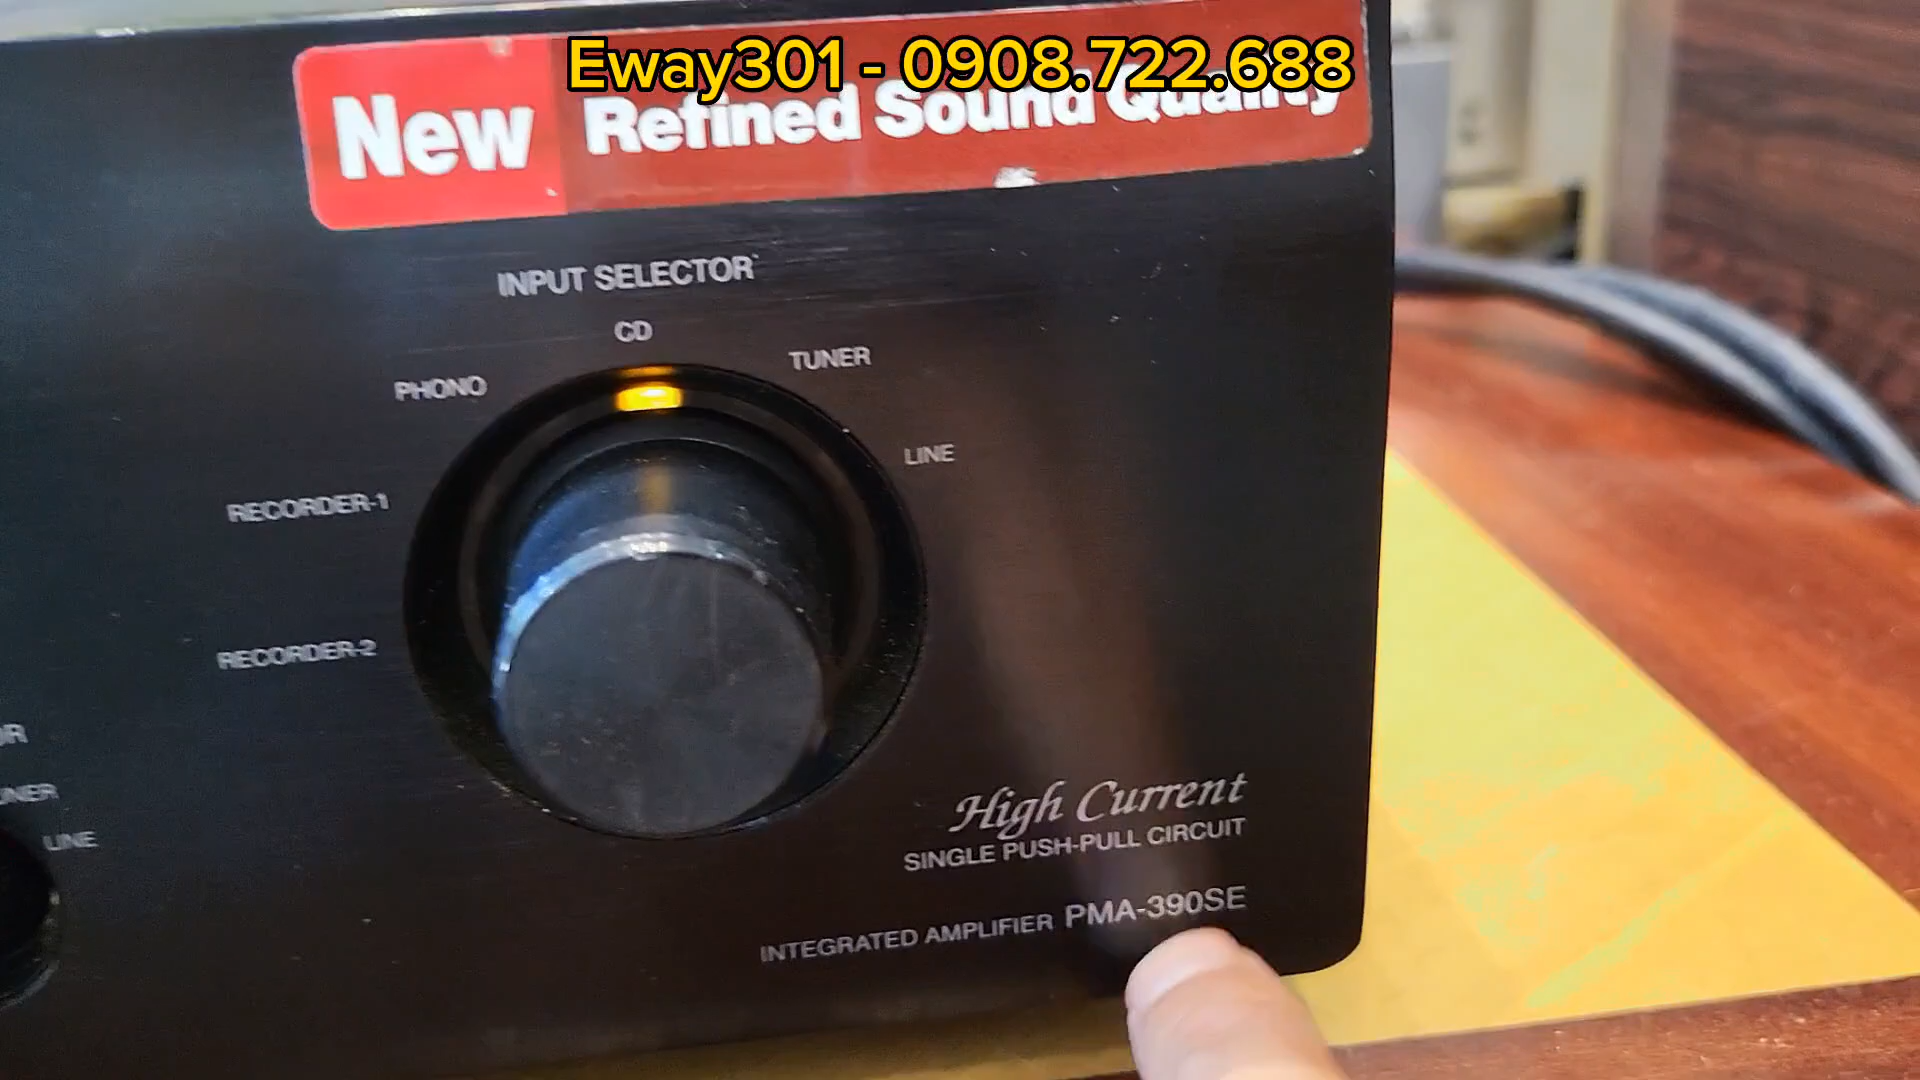 Eway301 - 0908.722.688
New Refined Sound Quality
INPUT SELECTOR
CD
TUNER
PHONO
LINE
RECORDER-1
RECORDER-2
LINE
High Current
SINGLE PUSH-PULL CIRCUIT
INTEGRATED AMPLIFIER PMA-390SE